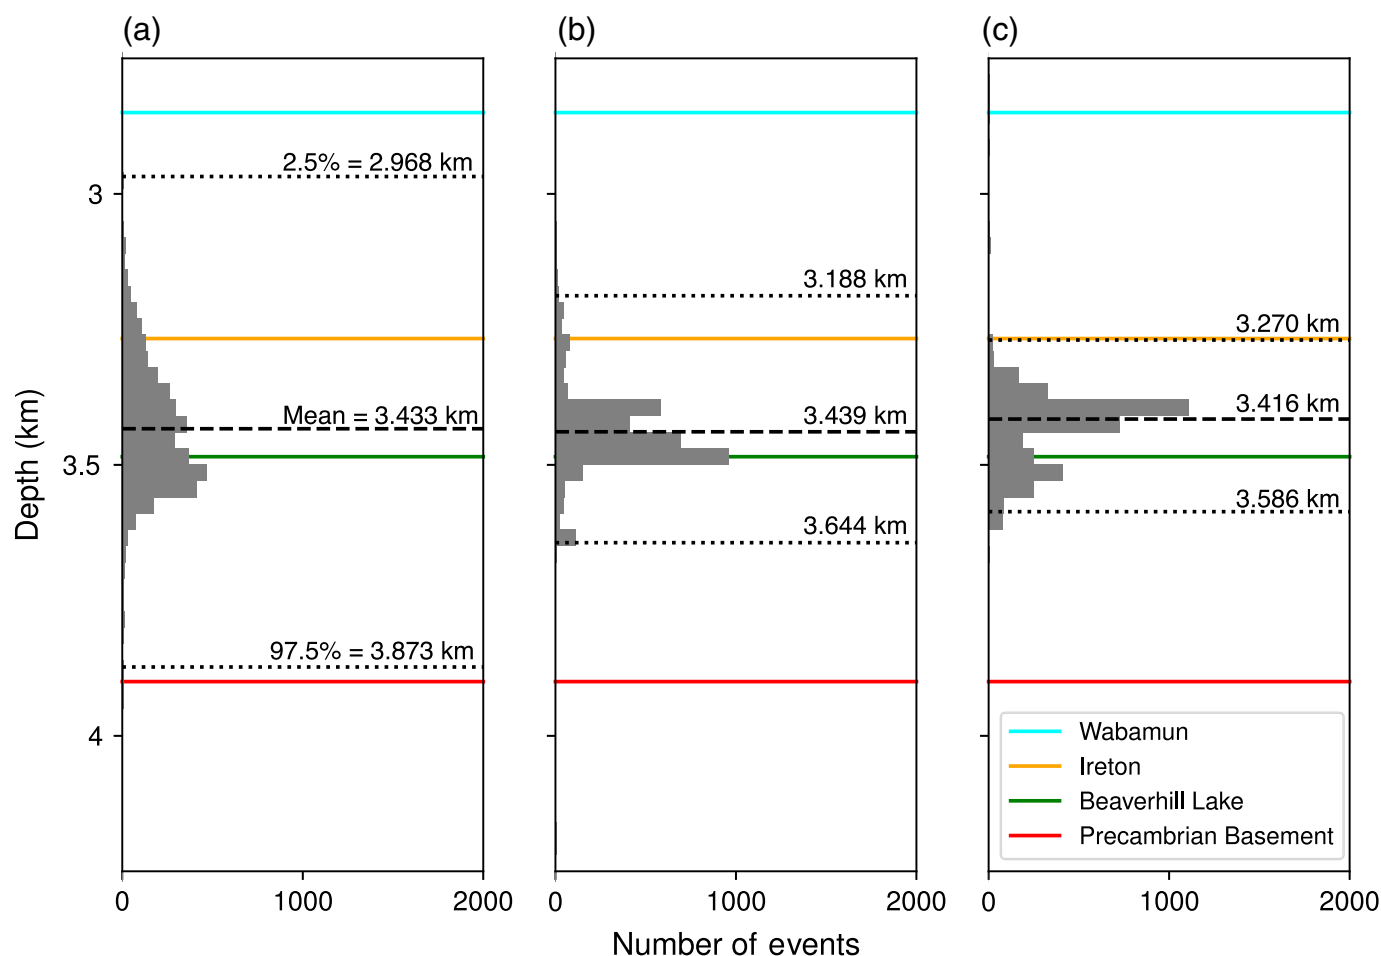 (a)
(b)
(c)
2.5% = 2.968 km
3
3.188 km
3.270 km
Mean = 3.433 km
3.439 km
3.416 km
3.5
3.586 km
3.644 km
97.5% = 3.873 km
4
Depth (km)
Wabamun
Ireton
Beaverhill Lake
Precambrian Basement
0 1000 2000
0 1000 2000
0 1000 2000
Number of events